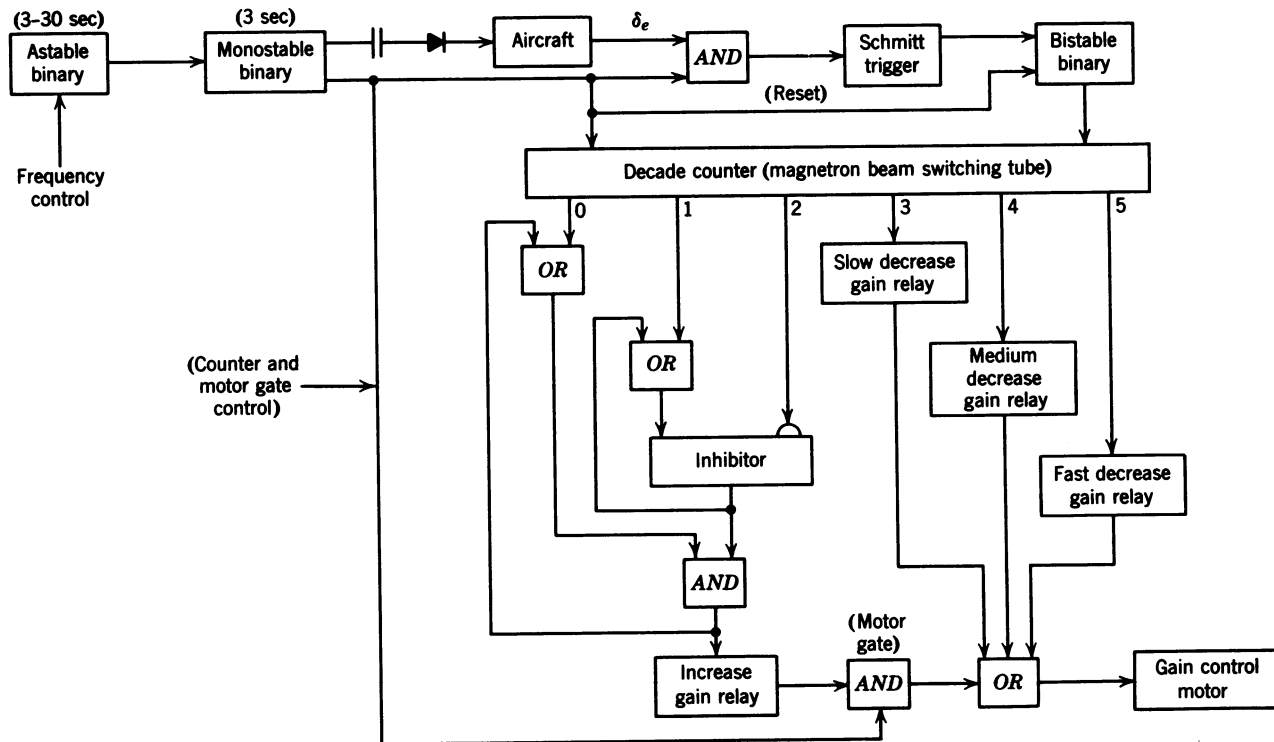 (3–30 sec)
Astable
binary
(3 sec)
Monostable
binary
Aircraft
δe
AND
Schmitt
trigger
Bistable
binary
(Reset)
Frequency
control
Decade counter (magnetron beam switching tube)
0
1
2
3
4
5
OR
Slow decrease
gain relay
OR
Medium
decrease
gain relay
(Counter and
motor gate
control)
Inhibitor
Fast decrease
gain relay
AND
(Motor
gate)
Increase
gain relay
AND
OR
Gain control
motor